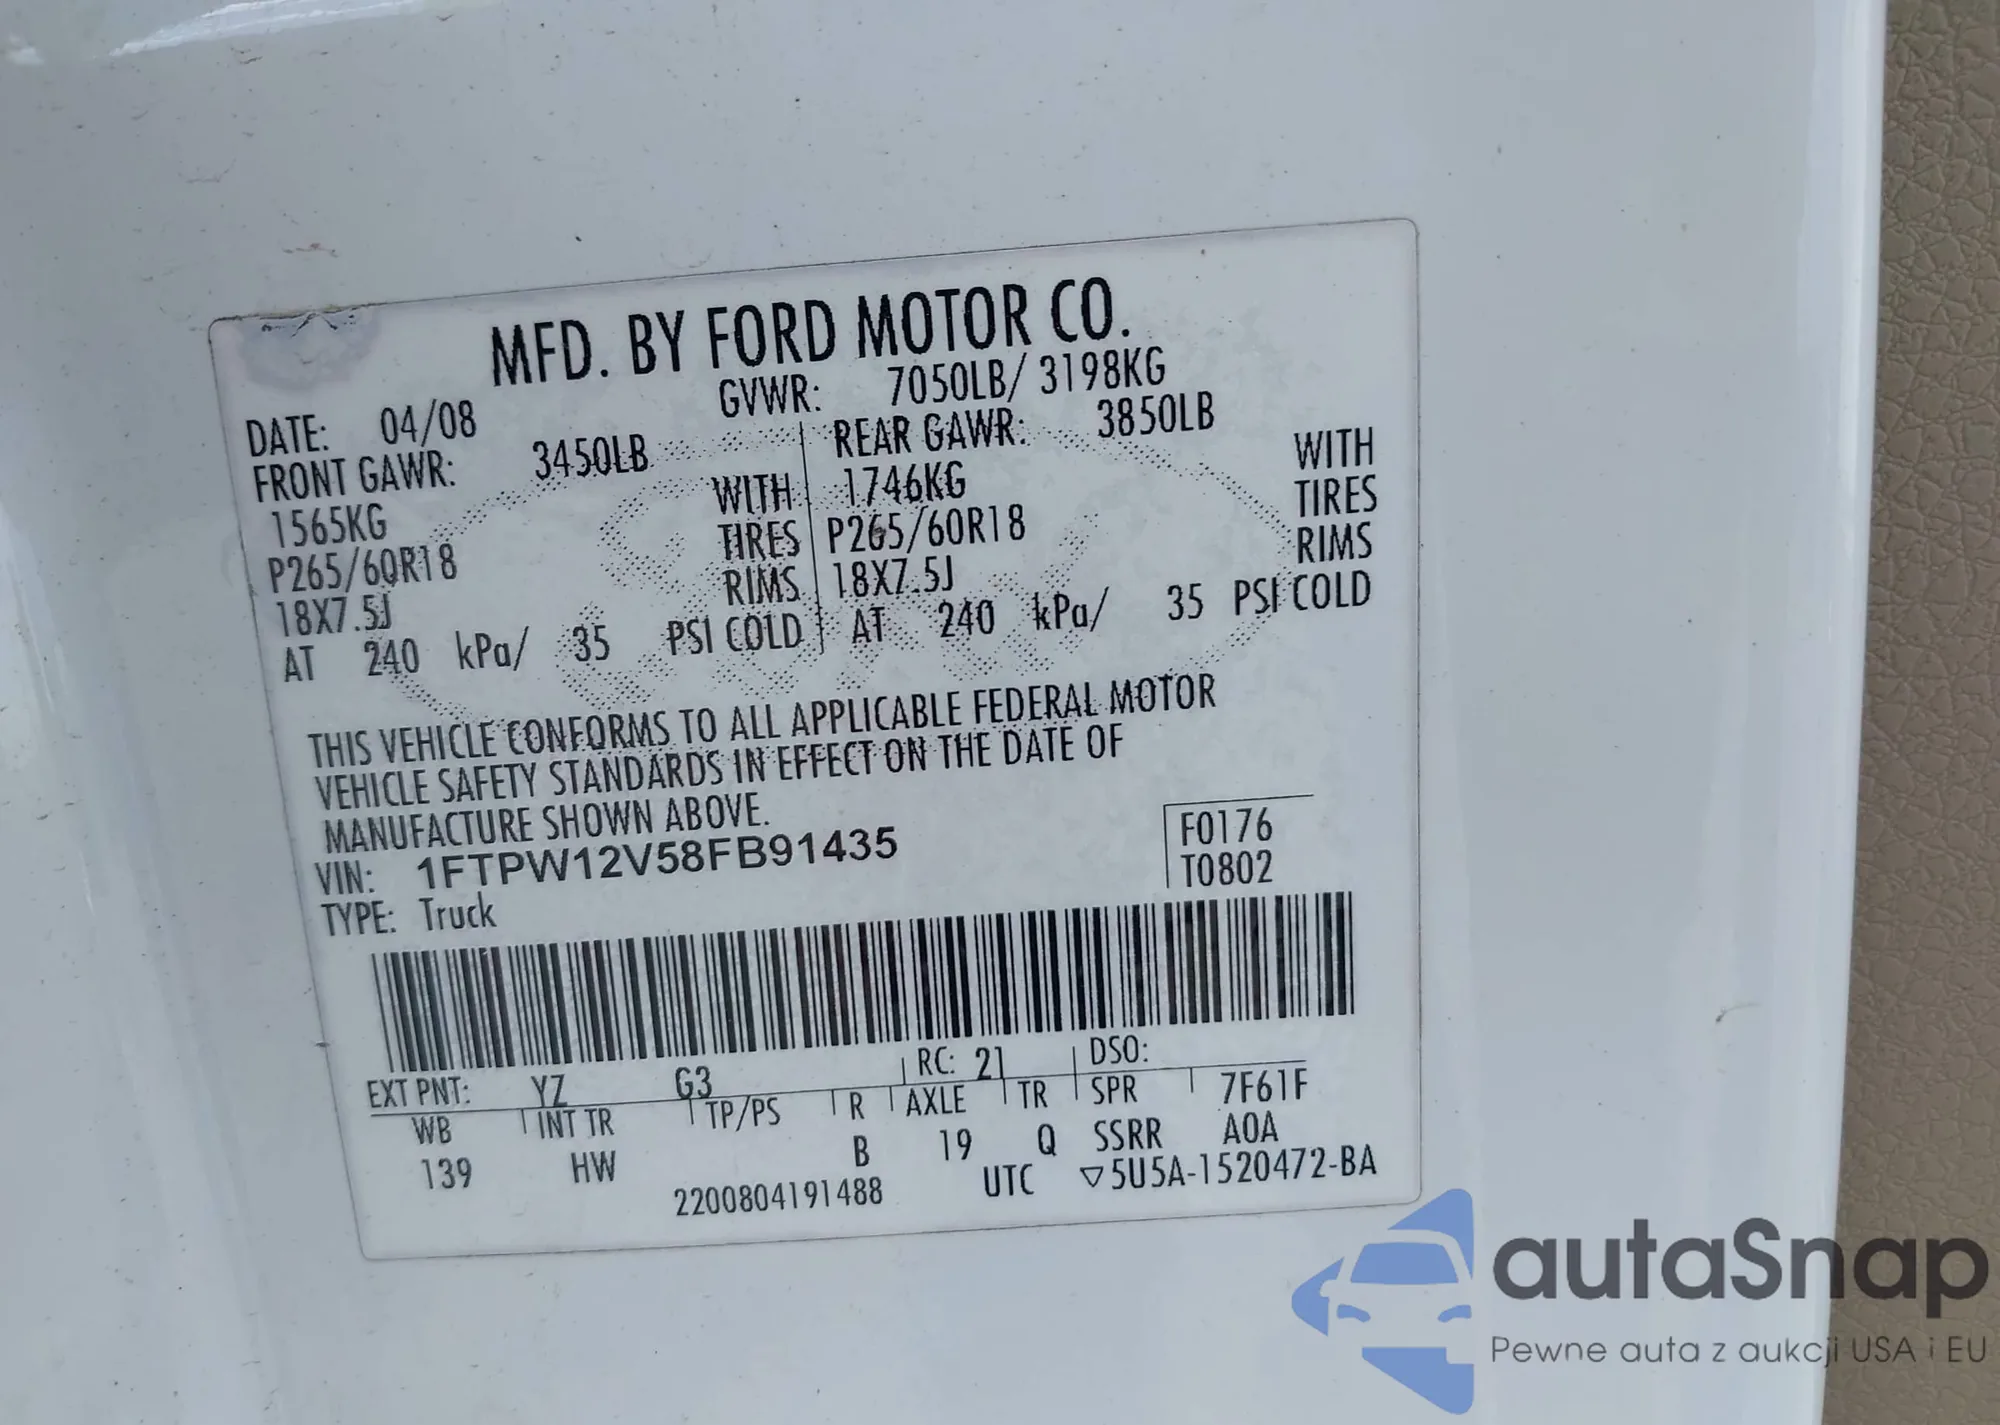 MFD. BY FORD MOTOR CO.
DATE: 04/08 GVWR: 7050LB/ 3198KG
FRONT GAWR: 3450LB REAR GAWR: 3850LB
1565KG WITH 1746KG WITH
P265/60R18 TIRES P265/60R18 TIRES
18X7.5J RIMS 18X7.5J RIMS
AT 240 kPa/ 35 PSI COLD AT 240 kPa/ 35 PSI COLD
THIS VEHICLE CONFORMS TO ALL APPLICABLE FEDERAL MOTOR
VEHICLE SAFETY STANDARDS IN EFFECT ON THE DATE OF
MANUFACTURE SHOWN ABOVE.
VIN: 1FTPW12V58FB91435 F0176
TYPE: Truck T0802
EXT PNT: YZ G3 RC: 21 DSO:
WB INT TR TP/PS R AXLE TR SPR 7F61F
139 HW B 19 Q SSRR A0A
2200804191488 UTC ▽5U5A-1520472-BA
autaSnap
Pewne auta z aukcji USA i EU